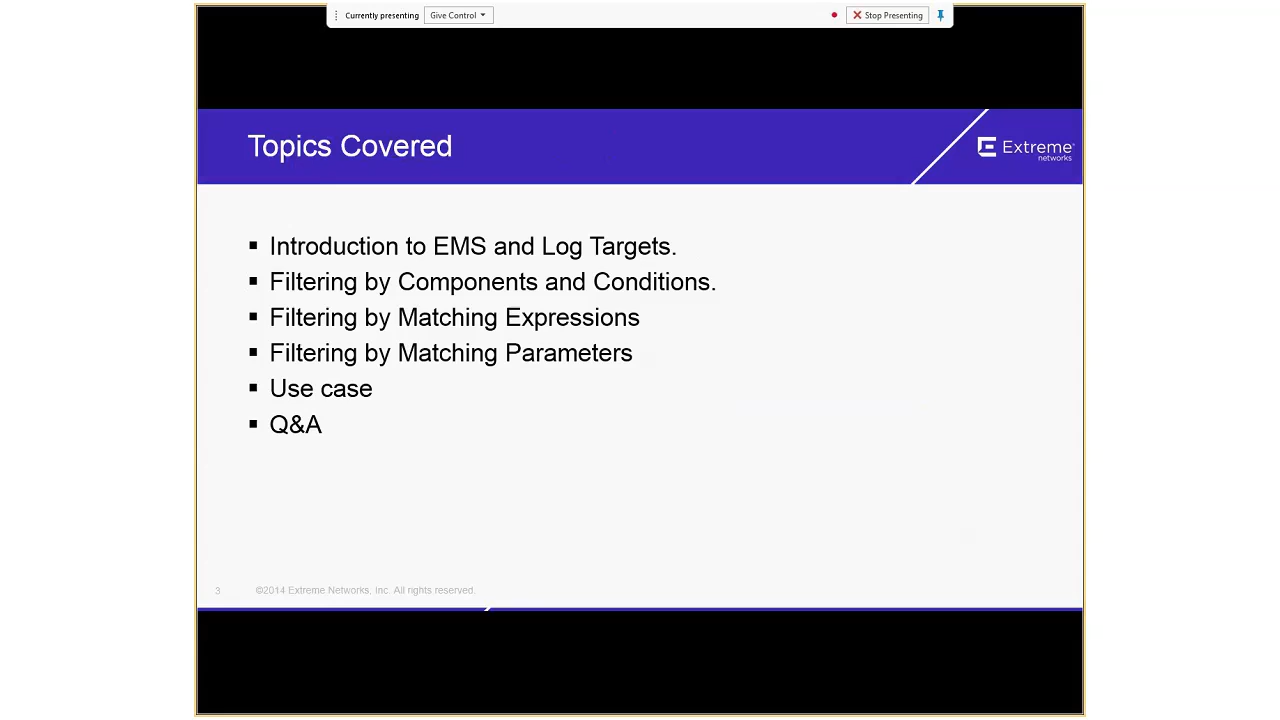 Currently presenting
Give Control
Stop Presenting
Topics Covered
Extreme
networks
▪ Introduction to EMS and Log Targets.
▪ Filtering by Components and Conditions.
▪ Filtering by Matching Expressions
▪ Filtering by Matching Parameters
▪ Use case
▪ Q&A
3
©2014 Extreme Networks, Inc. All rights reserved.